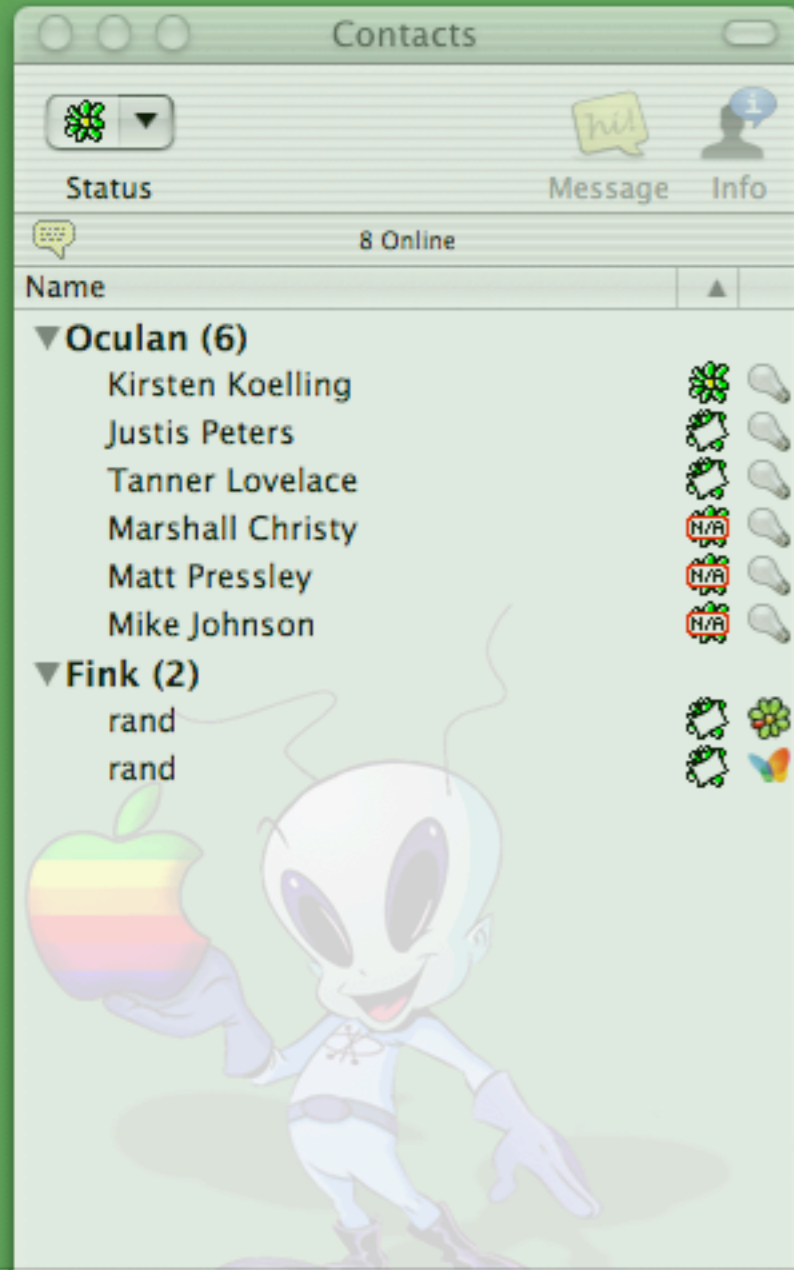 Contacts
hi!
i
Status Message Info
8 Online
Name
Oculan (6)
Kirsten Koelling
Justis Peters
Tanner Lovelace
Marshall Christy N/A
Matt Pressley N/A
Mike Johnson N/A
Fink (2)
rand
rand